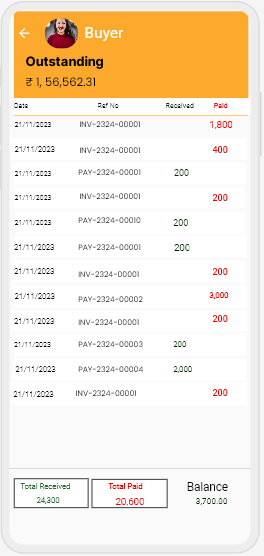 Buyer
Outstanding
₹ 1, 56,562.31
Date Ref No Received Paid
21/11/2023 INV-2324-00001 1,800
21/11/2023 INV-2324-00001 400
21/11/2023 PAY-2324-00001 200
21/11/2023 INV-2324-00001 200
21/11/2023 PAY-2324-00010 200
21/11/2023 PAY-2324-00001 200
21/11/2023 INV-2324-00001 200
21/11/2023 PAY-2324-00002 3,000
21/11/2023 INV-2324-00001 200
21/11/2023 PAY-2324-00003 200
21/11/2023 PAY-2324-00004 2,000
21/11/2023 INV-2324-00001 200
Total Received Total Paid Balance
24,300 20,600 3,700.00